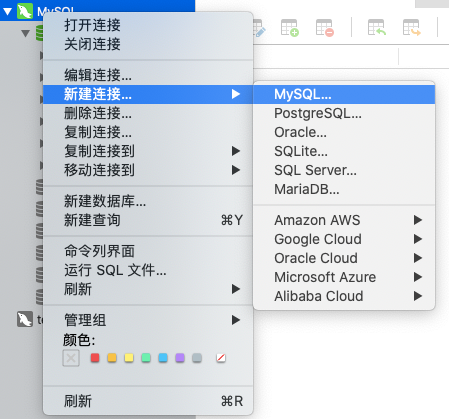 MySQL
打开连接
关闭连接
编辑连接...
新建连接...
删除连接...
复制连接...
复制连接到
移动连接到
新建数据库...
新建查询 ⌘Y
命令列界面
运行 SQL 文件...
刷新
管理组
颜色:
刷新 ⌘R
MySQL...
PostgreSQL...
Oracle...
SQLite...
SQL Server...
MariaDB...
Amazon AWS
Google Cloud
Oracle Cloud
Microsoft Azure
Alibaba Cloud